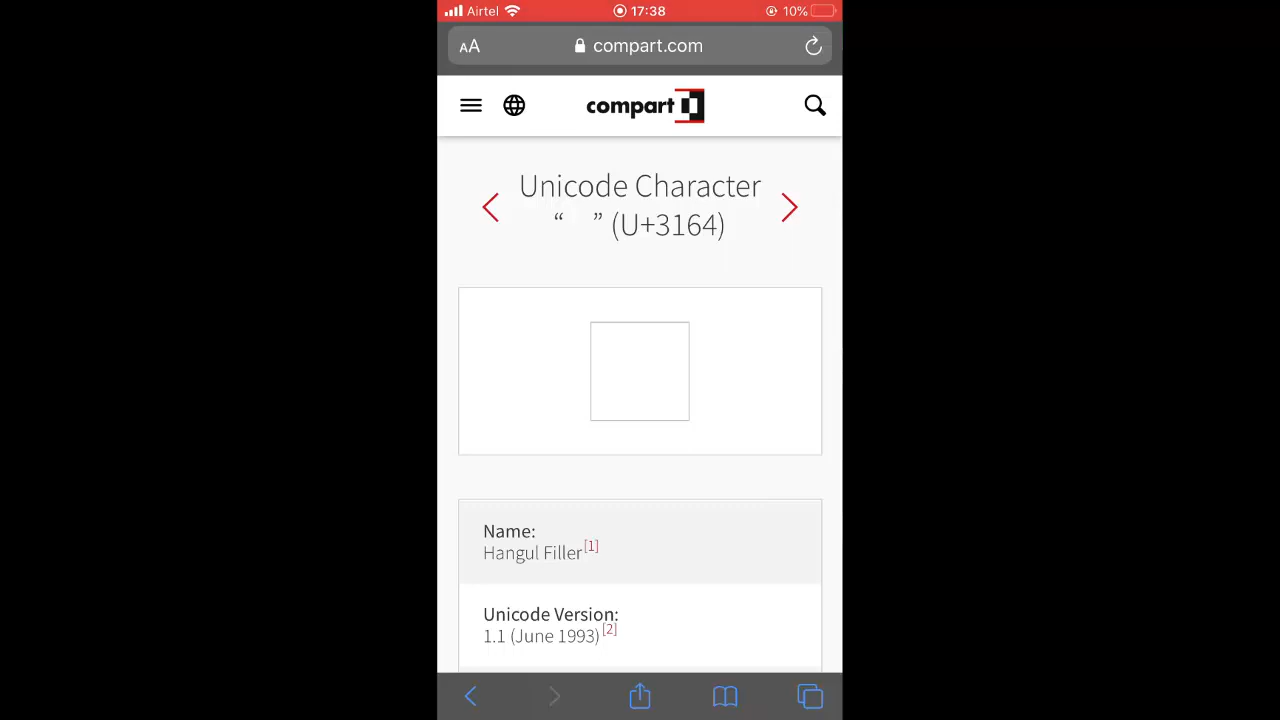 Airtel 17:38 10%
AA compart.com
compart
Unicode Character
“ㅤ” (U+3164)
Name:
Hangul Filler[1]
Unicode Version:
1.1 (June 1993)[2]